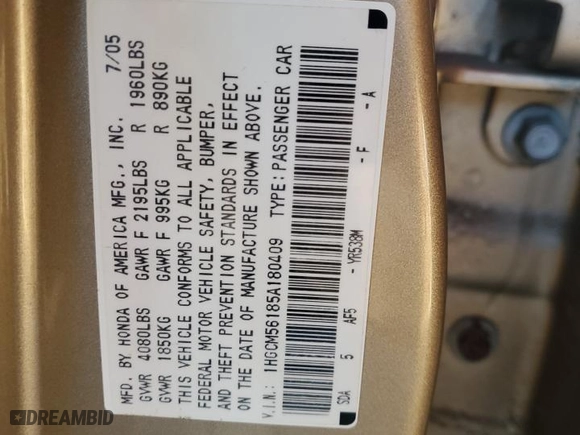 MFD. BY HONDA OF AMERICA MFG., INC. 7/05
GVWR 4080LBS GAWR F 2195LBS R 1960LBS
GVWR 1850KG GAWR F 995KG R 890KG
THIS VEHICLE CONFORMS TO ALL APPLICABLE
FEDERAL MOTOR VEHICLE SAFETY, BUMPER,
AND THEFT PREVENTION STANDARDS IN EFFECT
ON THE DATE OF MANUFACTURE SHOWN ABOVE.
V.I.N.: 1HGCM56185A180409 TYPE:PASSENGER CAR
SDA 5 AF5 -YR538M -F -A
DREAMBID